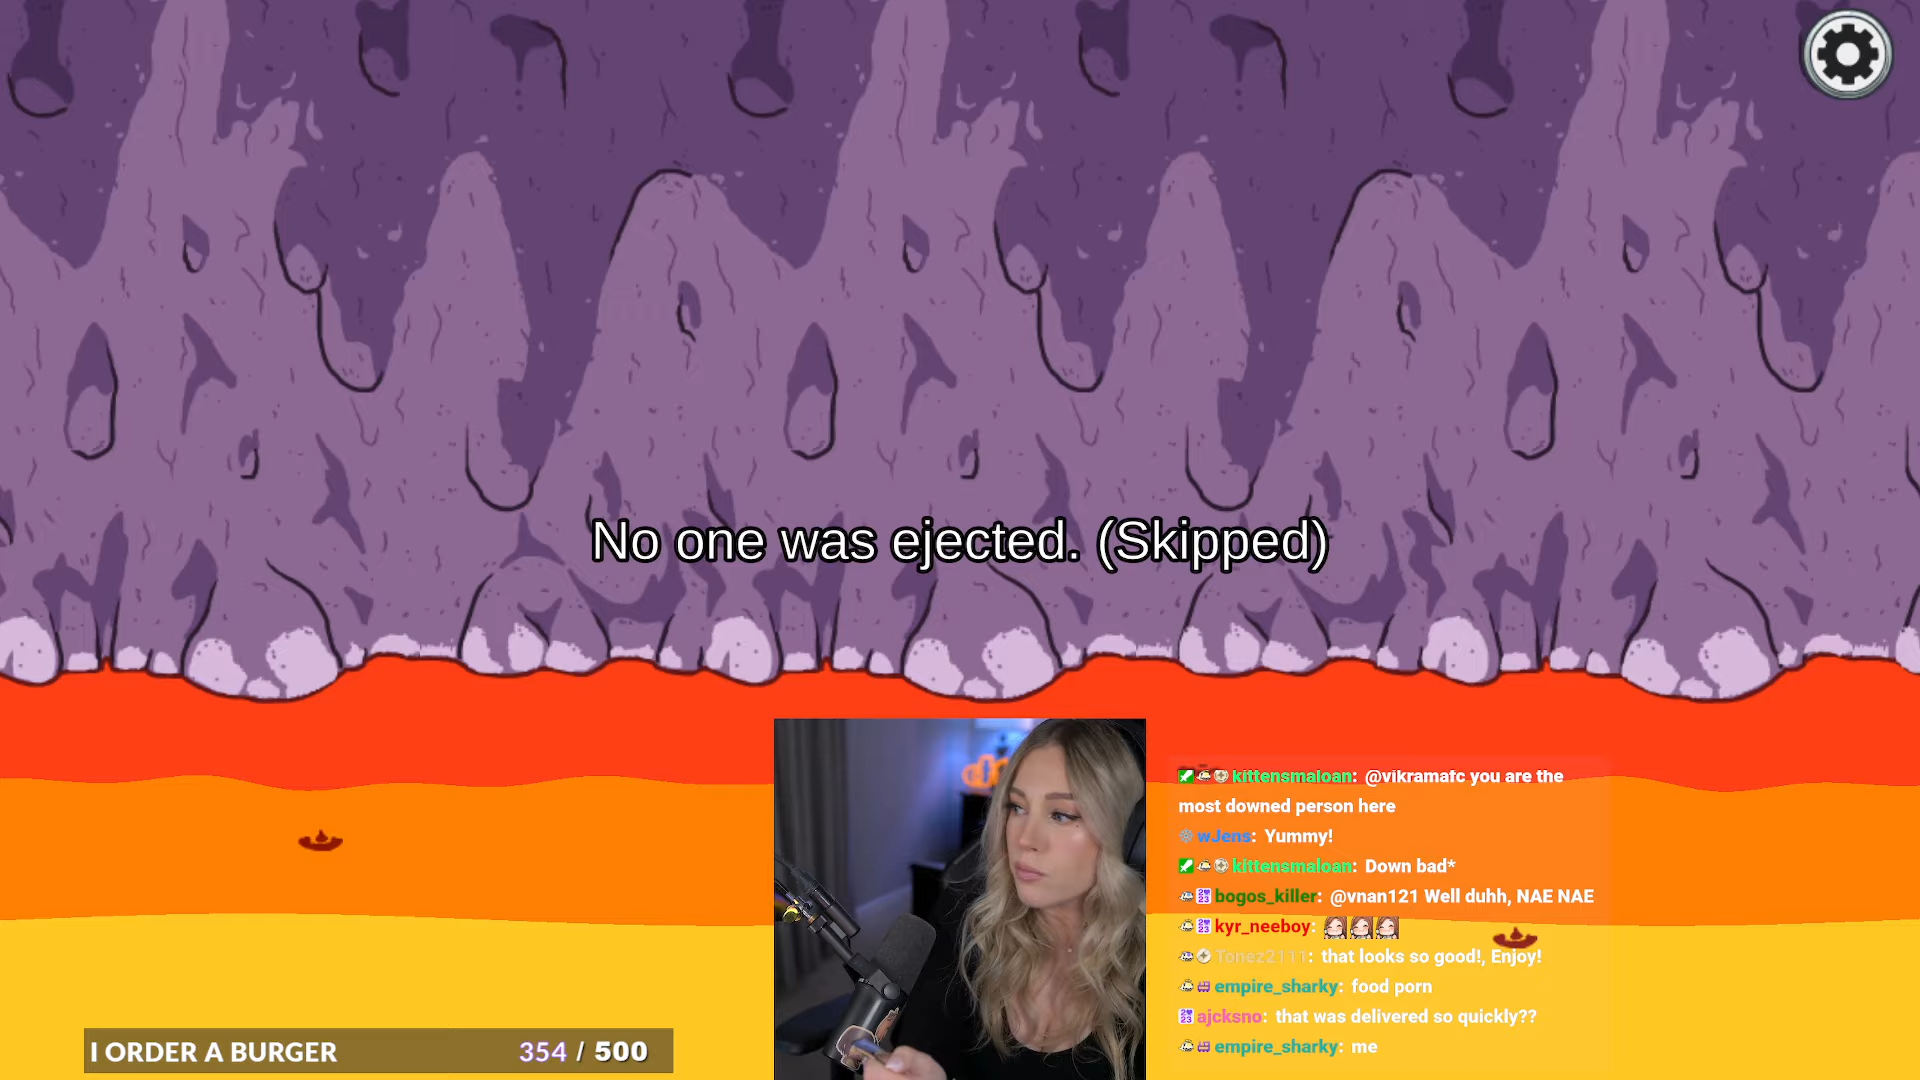 No one was ejected. (Skipped)
kittensmaloan: @vikramafc you are the
most downed person here
wJens: Yummy!
kittensmaloan: Down bad*
bogos_killer: @vnan121 Well duhh, NAE NAE
kyr_neeboy:
Tonez2111: that looks so good!, Enjoy!
empire_sharky: food porn
ajcksno: that was delivered so quickly??
empire_sharky: me
I ORDER A BURGER 354 / 500